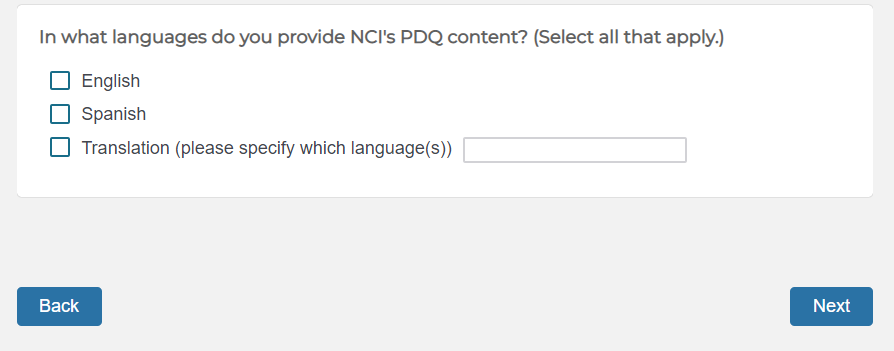 In what languages do you provide NCI's PDQ content? (Select all that apply.)
English
Spanish
Translation (please specify which language(s))
Back
Next